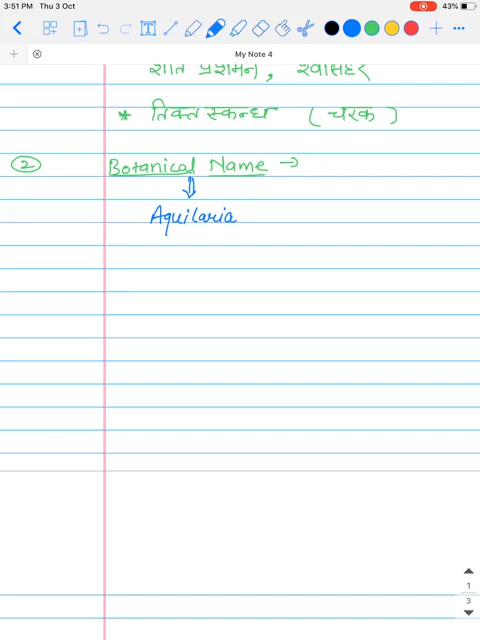 3:51 PM Thu 3 Oct 43%
My Note 4
शीत प्रशमन, श्वासहर
* तिक्त स्कन्ध (चरक)
2 Botanical Name →
Aquilaria
1
3